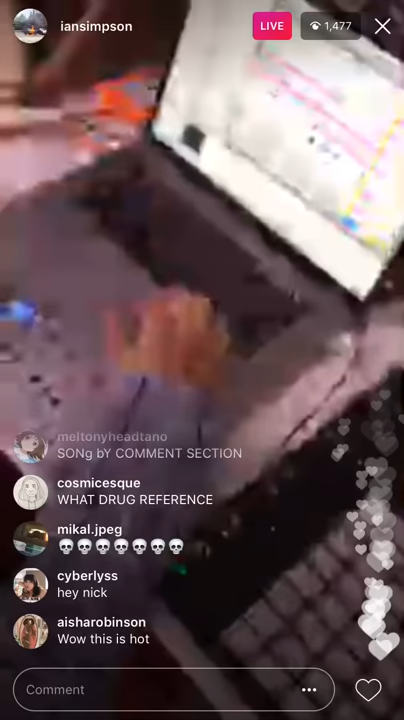 iansimpson
LIVE
1,477
meltonyheadtano
SONg bY COMMENT SECTION
cosmicesque
WHAT DRUG REFERENCE
mikal.jpeg
💀💀💀💀💀💀💀
cyberlyss
hey nick
aisharobinson
Wow this is hot
Comment